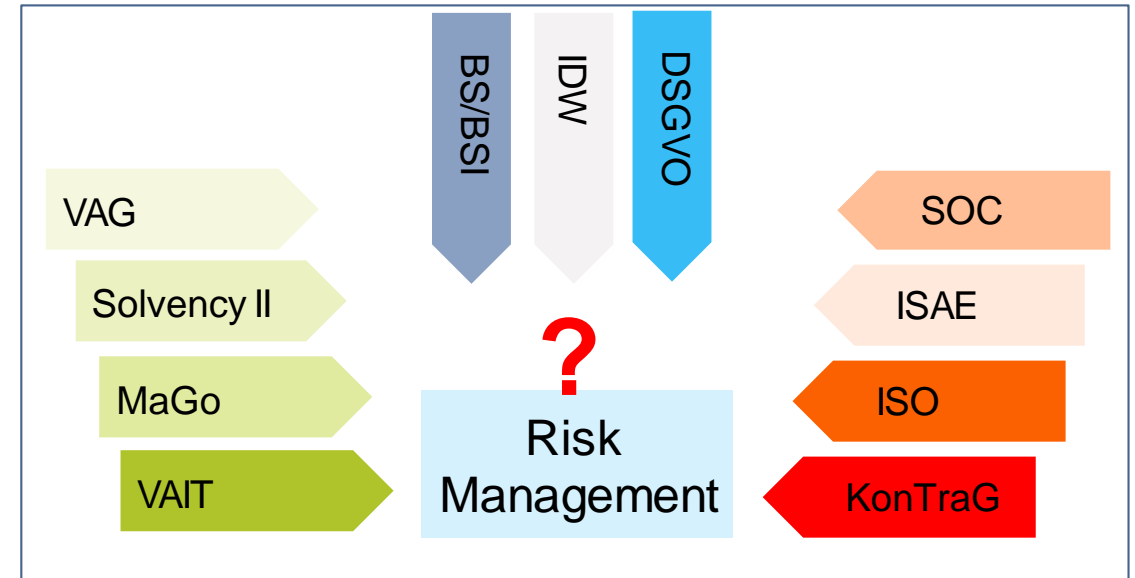 BS/BSI
IDW
DSGVO
VAG
Solvency II
MaGo
VAIT
SOC
ISAE
ISO
KonTraG
?
Risk
Management